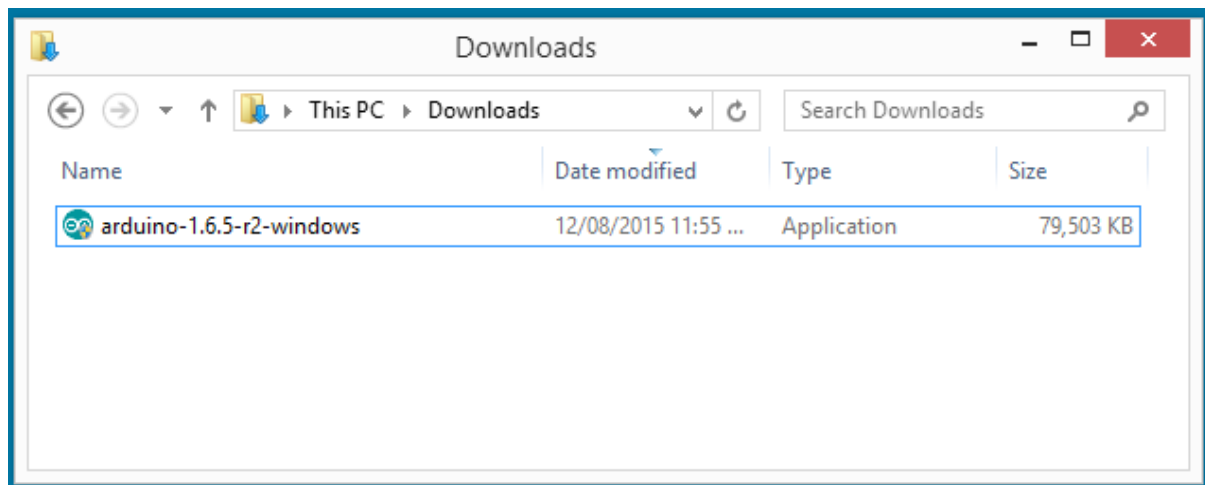 Downloads
This PC Downloads Search Downloads
Name Date modified Type Size
arduino-1.6.5-r2-windows 12/08/2015 11:55 ... Application 79,503 KB